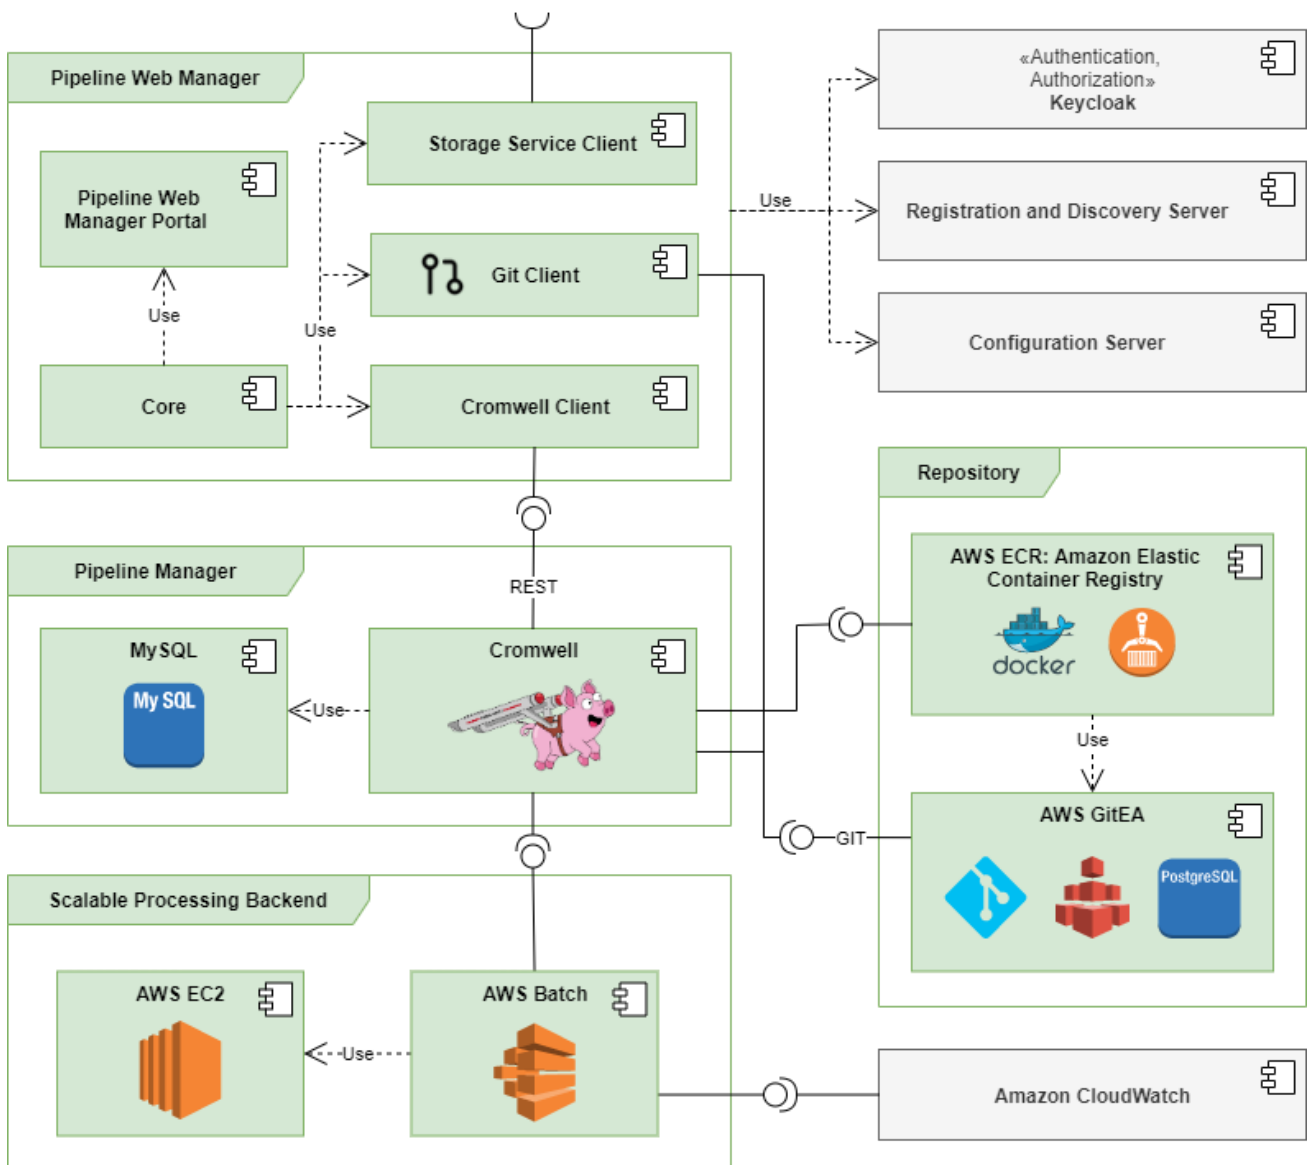 Pipeline Web Manager
Storage Service Client
Pipeline Web
Manager Portal
Use
Git Client
Use
Core
Cromwell Client
Use
«Authentication,
Authorization»
Keycloak
Registration and Discovery Server
Configuration Server
Pipeline Manager
REST
MySQL
My SQL
Use
Cromwell
Repository
AWS ECR: Amazon Elastic
Container Registry
docker
Use
GIT
AWS GitEA
PostgreSQL
Scalable Processing Backend
AWS EC2
Use
AWS Batch
Amazon CloudWatch